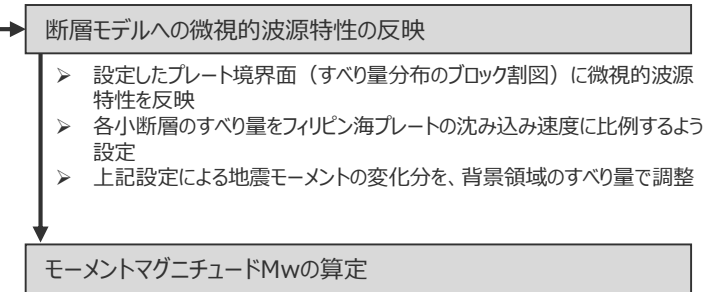 断層モデルへの微視的波源特性の反映
➢ 設定したプレート境界面（すべり量分布のブロック割図）に微視的波源
特性を反映
➢ 各小断層のすべり量をフィリピン海プレートの沈み込み速度に比例するよう
設定
➢ 上記設定による地震モーメントの変化分を、背景領域のすべり量で調整
モーメントマグニチュードMwの算定